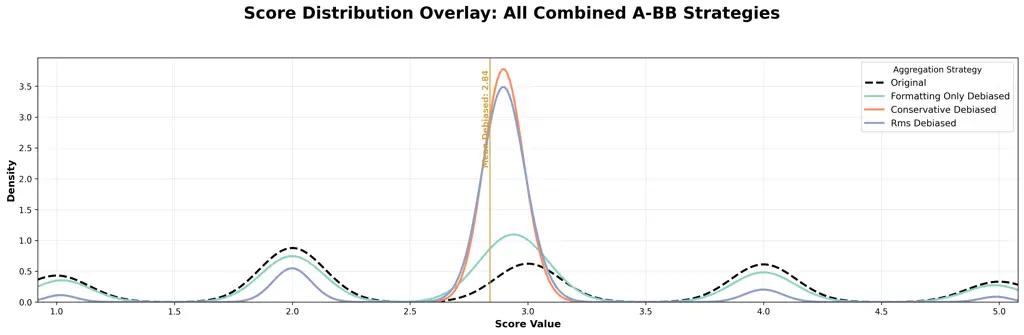 Score Distribution Overlay: All Combined A-BB Strategies
Aggregation Strategy
Original
Formatting Only Debiased
Conservative Debiased
Rms Debiased
Mean Debiased: 2.84
Density
3.5
3.0
2.5
2.0
1.5
1.0
0.5
0.0
1.0 1.5 2.0 2.5 3.0 3.5 4.0 4.5 5.0
Score Value